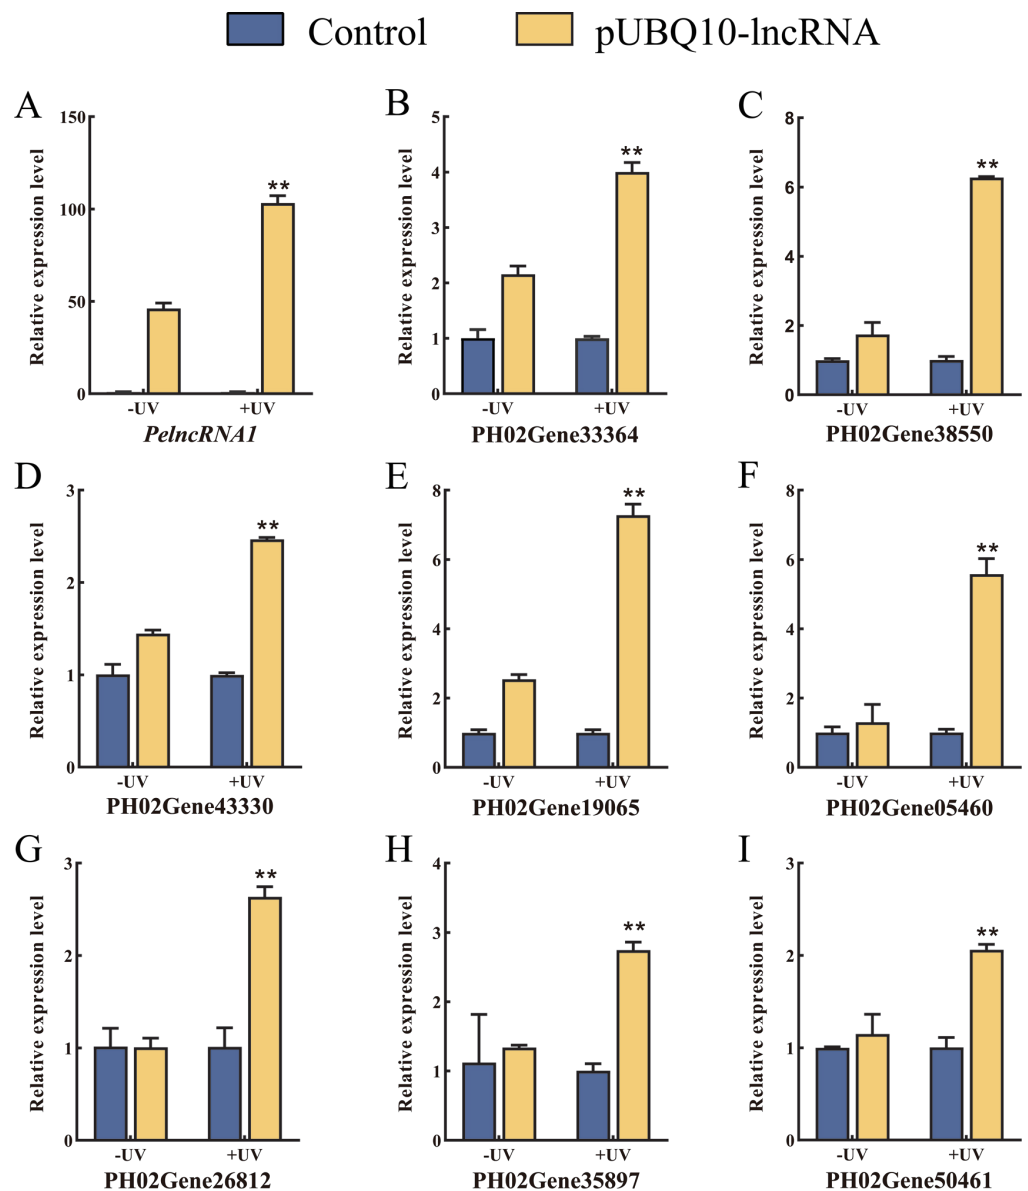 Control pUBQ10-lncRNA
A
Relative expression level
150
100
50
0
**
-UV +UV
PelncRNA1
B
Relative expression level
5
4
3
2
1
0
**
-UV +UV
PH02Gene33364
C
Relative expression level
8
6
4
2
0
**
-UV +UV
PH02Gene38550
D
Relative expression level
3
2
1
0
**
-UV +UV
PH02Gene43330
E
Relative expression level
8
6
4
2
0
**
-UV +UV
PH02Gene19065
F
Relative expression level
8
6
4
2
0
**
-UV +UV
PH02Gene05460
G
Relative expression level
3
2
1
0
**
-UV +UV
PH02Gene26812
H
Relative expression level
4
3
2
1
0
**
-UV +UV
PH02Gene35897
I
Relative expression level
3
2
1
0
**
-UV +UV
PH02Gene50461